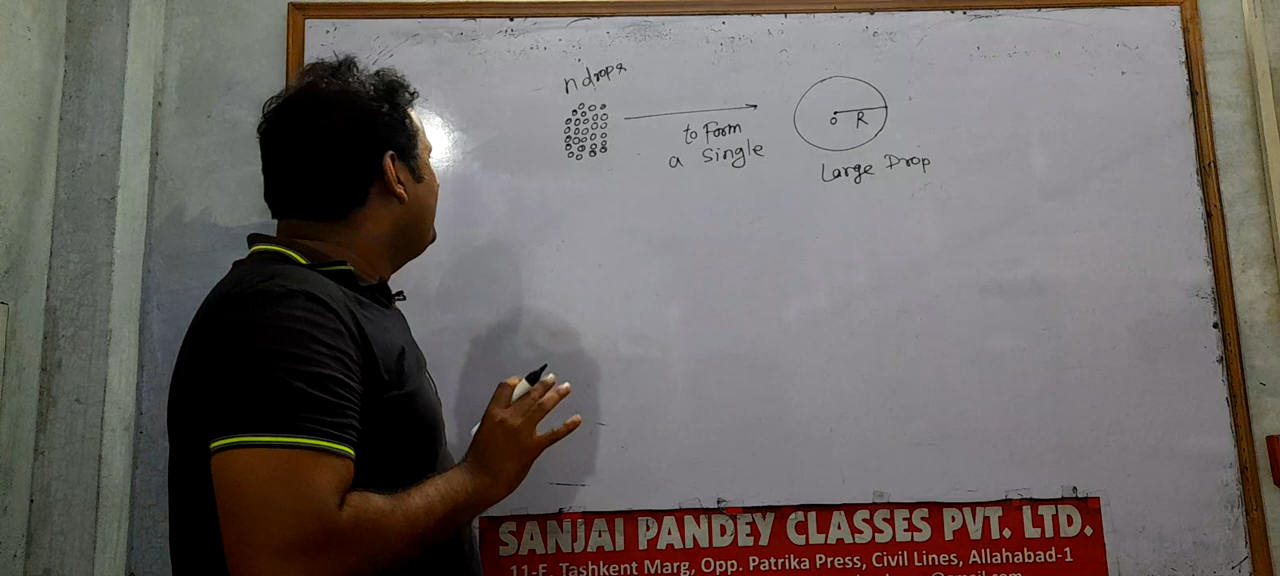 n drops
to Form
a single
o R
Large Drop
SANJAI PANDEY CLASSES PVT. LTD.
11-E, Tashkent Marg, Opp. Patrika Press, Civil Lines, Allahabad-1